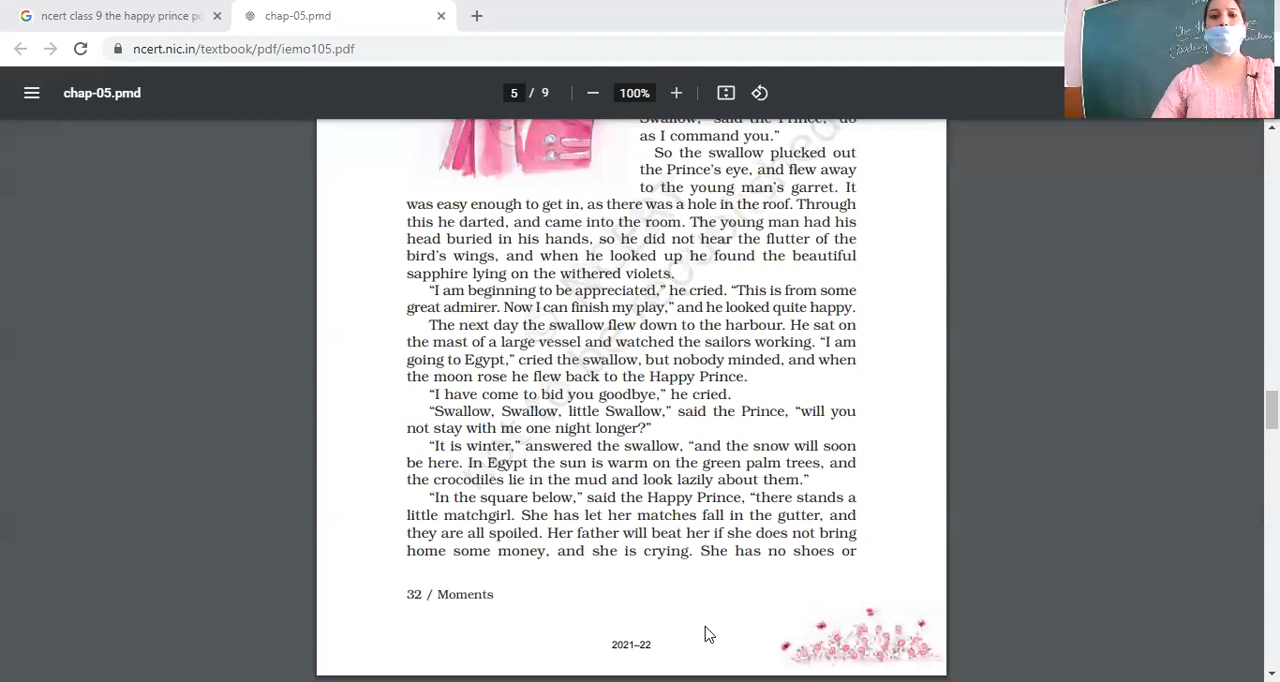 ncert class 9 the happy prince pd
chap-05.pmd
ncert.nic.in/textbook/pdf/iemo105.pdf
chap-05.pmd
5 / 9
100%
The
Swallow," said the Prince, "do
as I command you."
So the swallow plucked out
the Prince's eye, and flew away
to the young man's garret. It
was easy enough to get in, as there was a hole in the roof. Through
this he darted, and came into the room. The young man had his
head buried in his hands, so he did not hear the flutter of the
bird's wings, and when he looked up he found the beautiful
sapphire lying on the withered violets.
"I am beginning to be appreciated," he cried. "This is from some
great admirer. Now I can finish my play," and he looked quite happy.
The next day the swallow flew down to the harbour. He sat on
the mast of a large vessel and watched the sailors working. "I am
going to Egypt," cried the swallow, but nobody minded, and when
the moon rose he flew back to the Happy Prince.
"I have come to bid you goodbye," he cried.
"Swallow, Swallow, little Swallow," said the Prince, "will you
not stay with me one night longer?"
"It is winter," answered the swallow, "and the snow will soon
be here. In Egypt the sun is warm on the green palm trees, and
the crocodiles lie in the mud and look lazily about them."
"In the square below," said the Happy Prince, "there stands a
little matchgirl. She has let her matches fall in the gutter, and
they are all spoiled. Her father will beat her if she does not bring
home some money, and she is crying. She has no shoes or
32 / Moments
2021–22